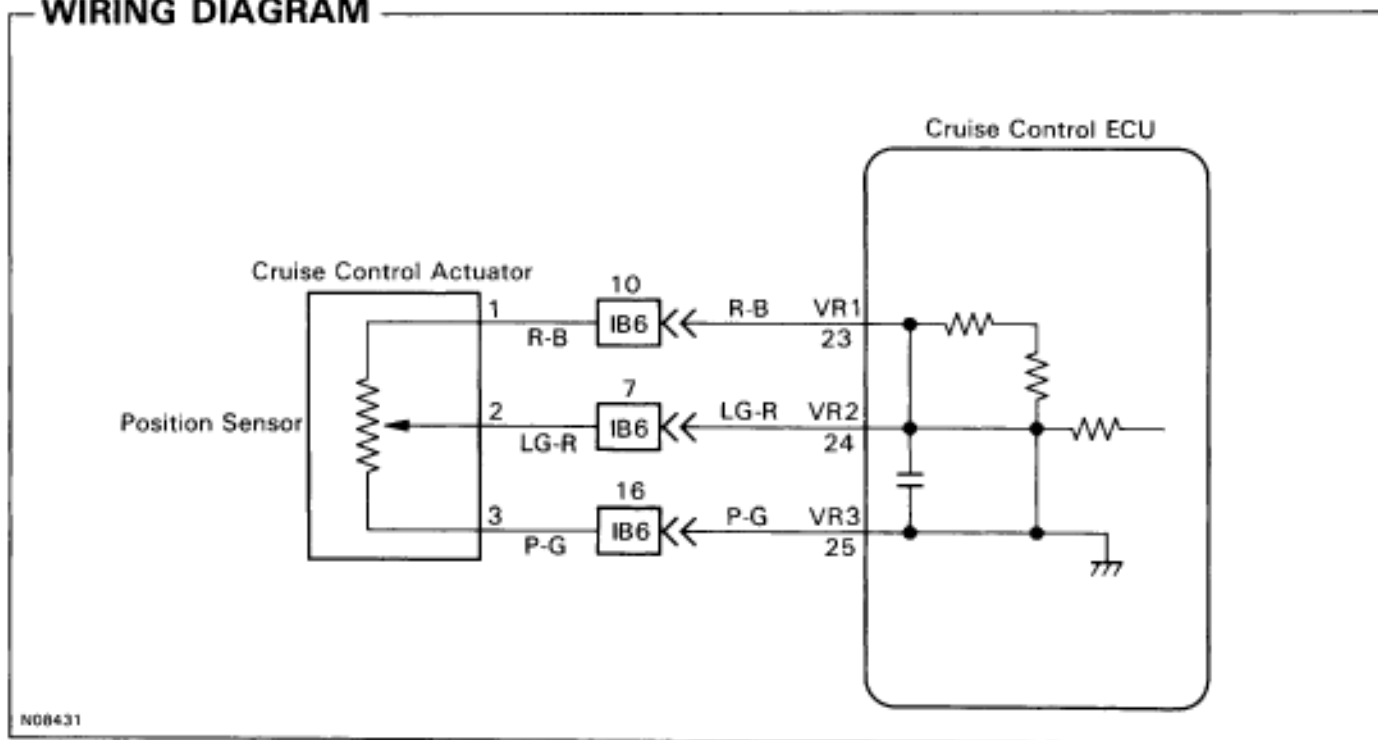 WIRING DIAGRAM
Cruise Control ECU
Cruise Control Actuator
Position Sensor
1
R-B
10
IB6
R-B
VR1
23
2
LG-R
7
IB6
LG-R
VR2
24
3
P-G
16
IB6
P-G
VR3
25
N08431